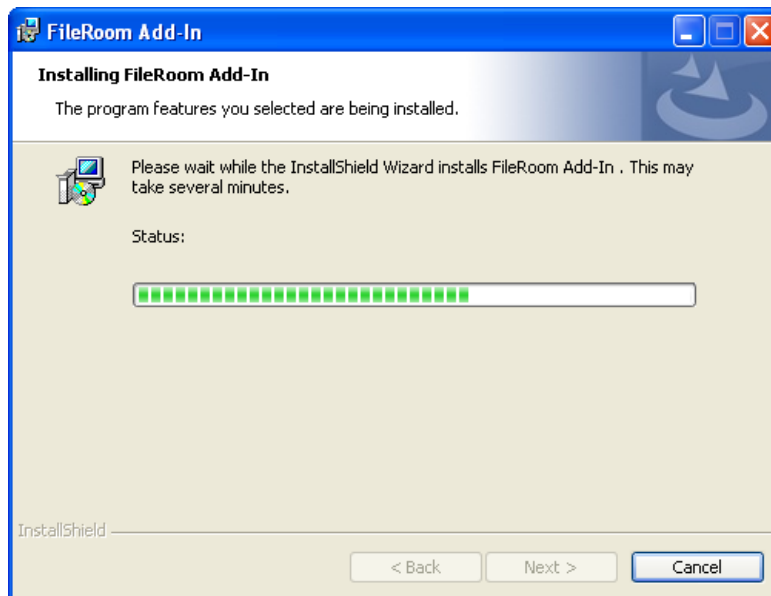 FileRoom Add-In
Installing FileRoom Add-In
The program features you selected are being installed.
Please wait while the InstallShield Wizard installs FileRoom Add-In . This may
take several minutes.
Status:
InstallShield
< Back Next > Cancel